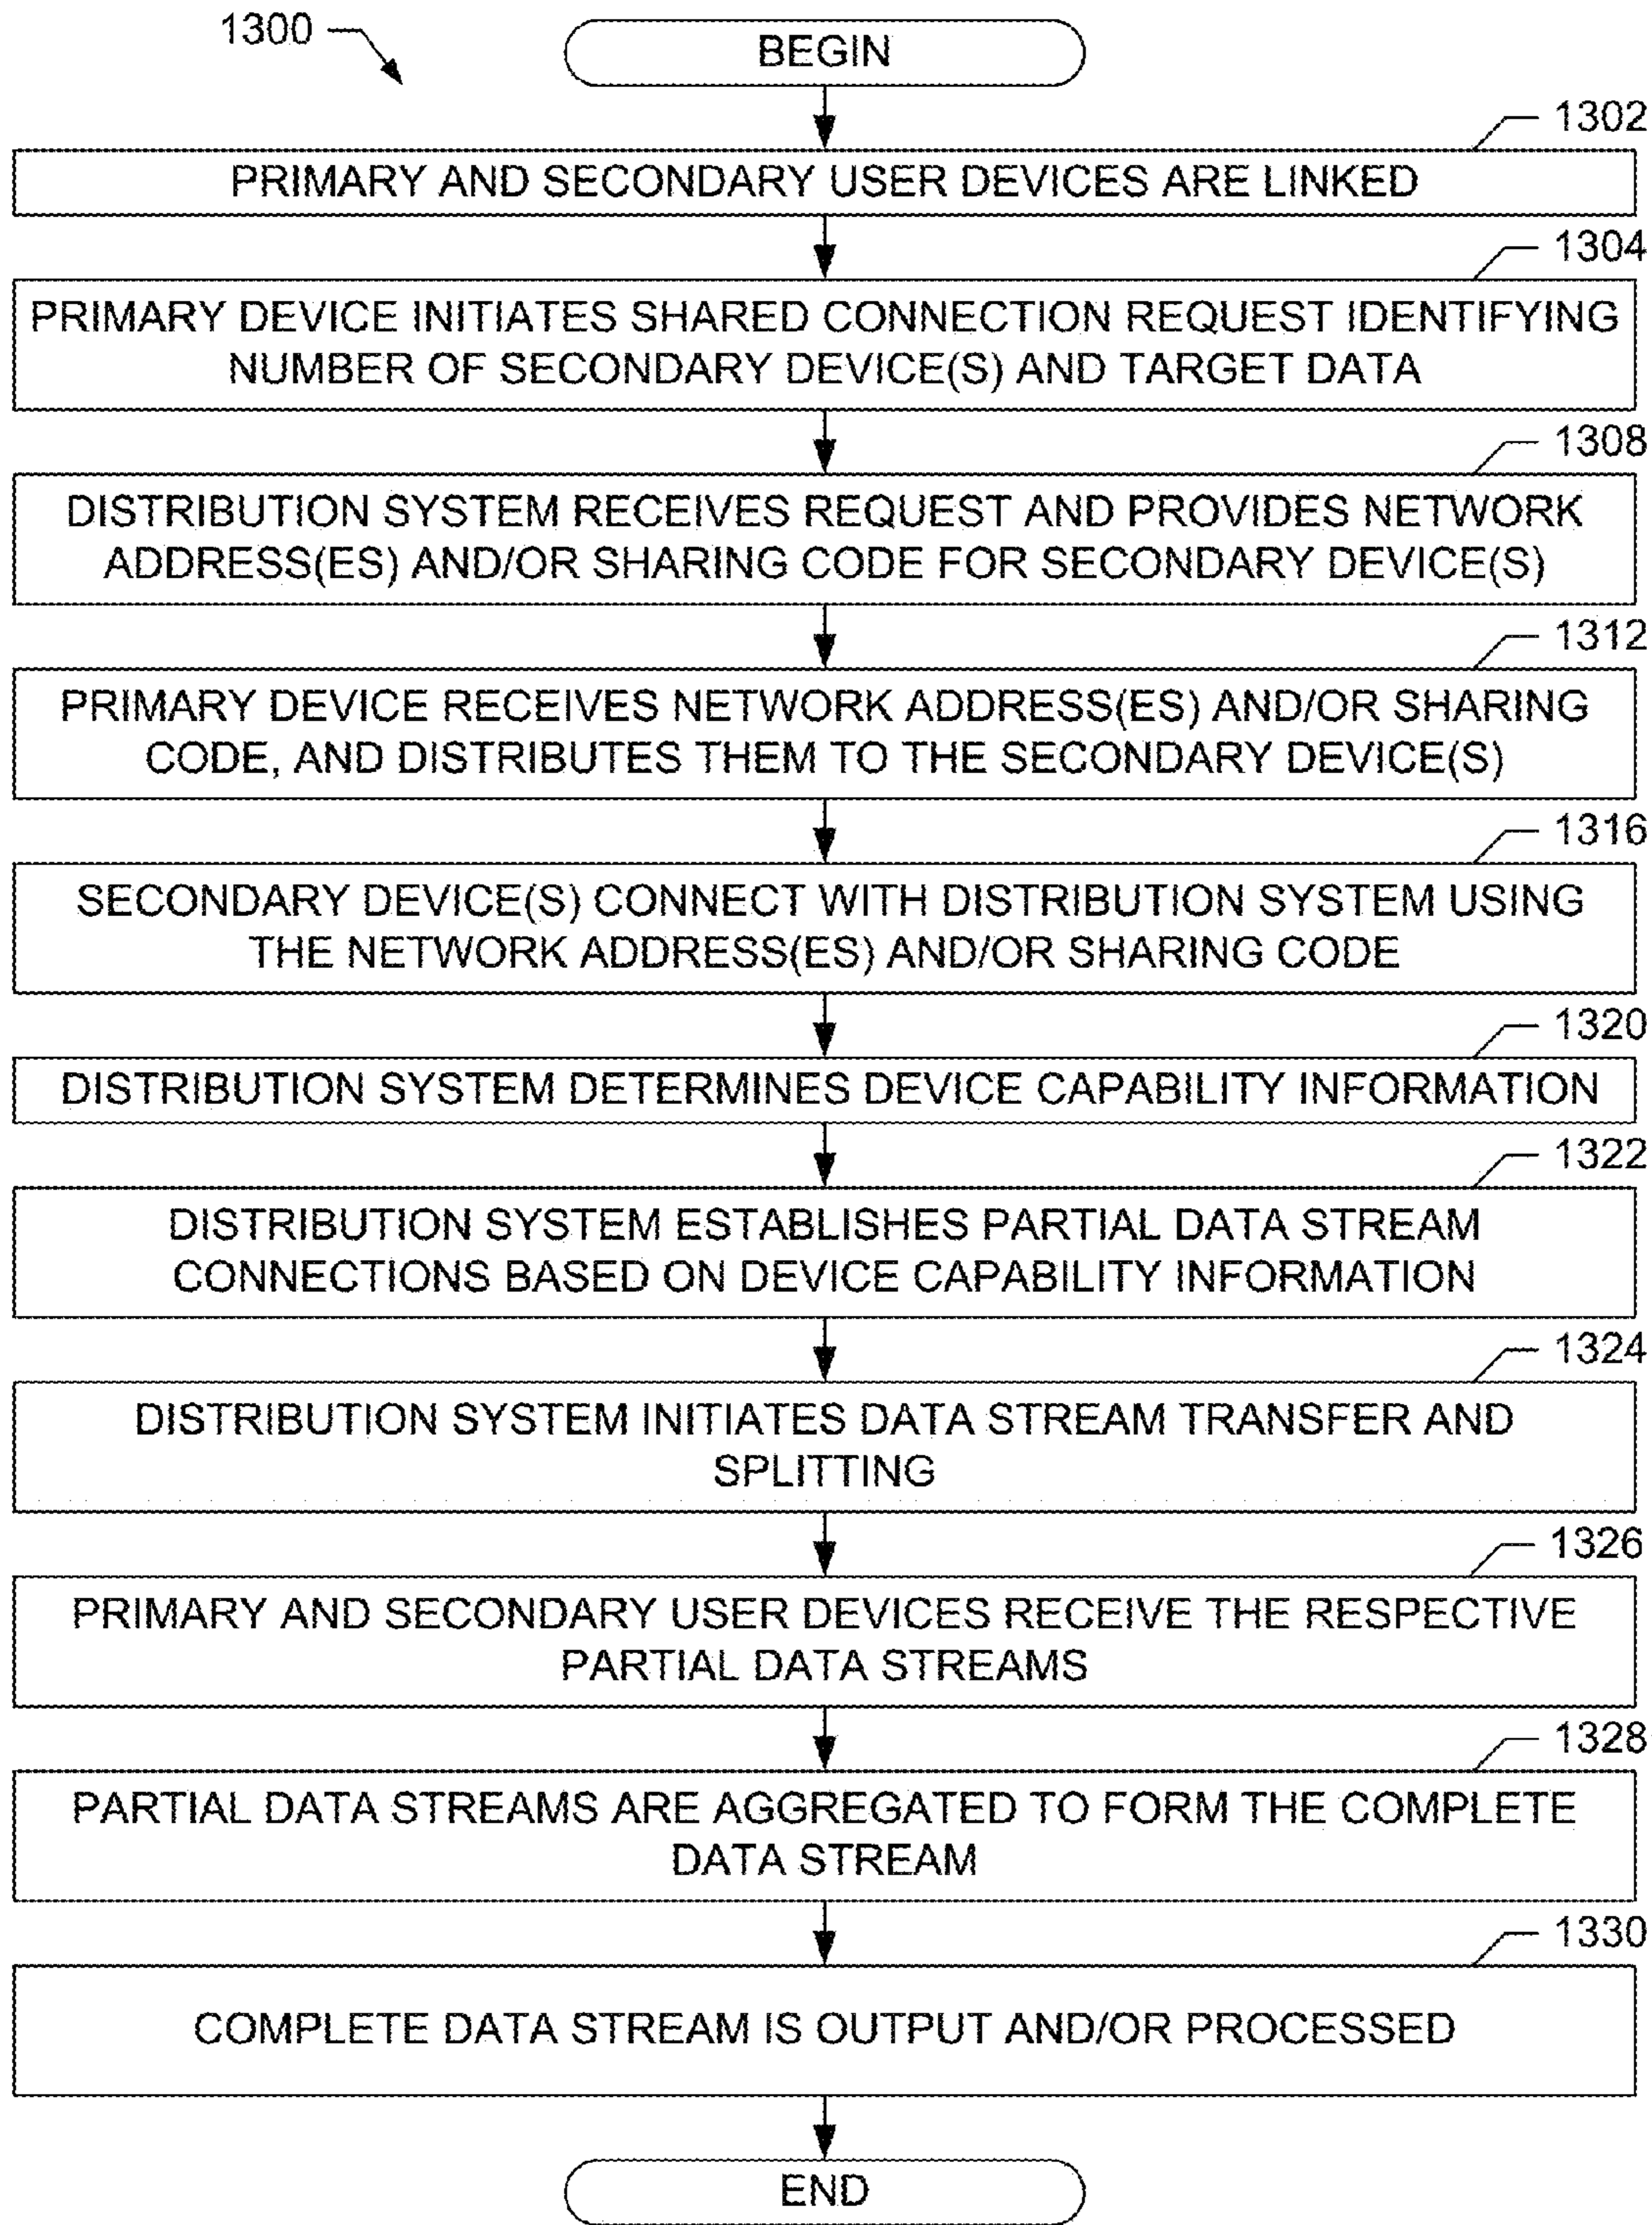 1300
BEGIN
1302
PRIMARY AND SECONDARY USER DEVICES ARE LINKED
1304
PRIMARY DEVICE INITIATES SHARED CONNECTION REQUEST IDENTIFYING
NUMBER OF SECONDARY DEVICE(S) AND TARGET DATA
1308
DISTRIBUTION SYSTEM RECEIVES REQUEST AND PROVIDES NETWORK
ADDRESS(ES) AND/OR SHARING CODE FOR SECONDARY DEVICE(S)
1312
PRIMARY DEVICE RECEIVES NETWORK ADDRESS(ES) AND/OR SHARING
CODE, AND DISTRIBUTES THEM TO THE SECONDARY DEVICE(S)
1316
SECONDARY DEVICE(S) CONNECT WITH DISTRIBUTION SYSTEM USING
THE NETWORK ADDRESS(ES) AND/OR SHARING CODE
1320
DISTRIBUTION SYSTEM DETERMINES DEVICE CAPABILITY INFORMATION
1322
DISTRIBUTION SYSTEM ESTABLISHES PARTIAL DATA STREAM
CONNECTIONS BASED ON DEVICE CAPABILITY INFORMATION
1324
DISTRIBUTION SYSTEM INITIATES DATA STREAM TRANSFER AND
SPLITTING
1326
PRIMARY AND SECONDARY USER DEVICES RECEIVE THE RESPECTIVE
PARTIAL DATA STREAMS
1328
PARTIAL DATA STREAMS ARE AGGREGATED TO FORM THE COMPLETE
DATA STREAM
1330
COMPLETE DATA STREAM IS OUTPUT AND/OR PROCESSED
END